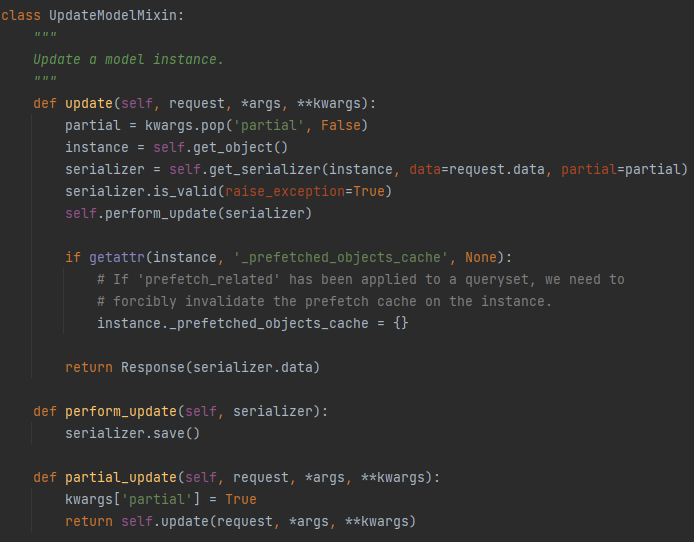 class UpdateModelMixin:
    """
    Update a model instance.
    """
    def update(self, request, *args, **kwargs):
        partial = kwargs.pop('partial', False)
        instance = self.get_object()
        serializer = self.get_serializer(instance, data=request.data, partial=partial)
        serializer.is_valid(raise_exception=True)
        self.perform_update(serializer)

        if getattr(instance, '_prefetched_objects_cache', None):
            # If 'prefetch_related' has been applied to a queryset, we need to
            # forcibly invalidate the prefetch cache on the instance.
            instance._prefetched_objects_cache = {}

        return Response(serializer.data)

    def perform_update(self, serializer):
        serializer.save()

    def partial_update(self, request, *args, **kwargs):
        kwargs['partial'] = True
        return self.update(request, *args, **kwargs)